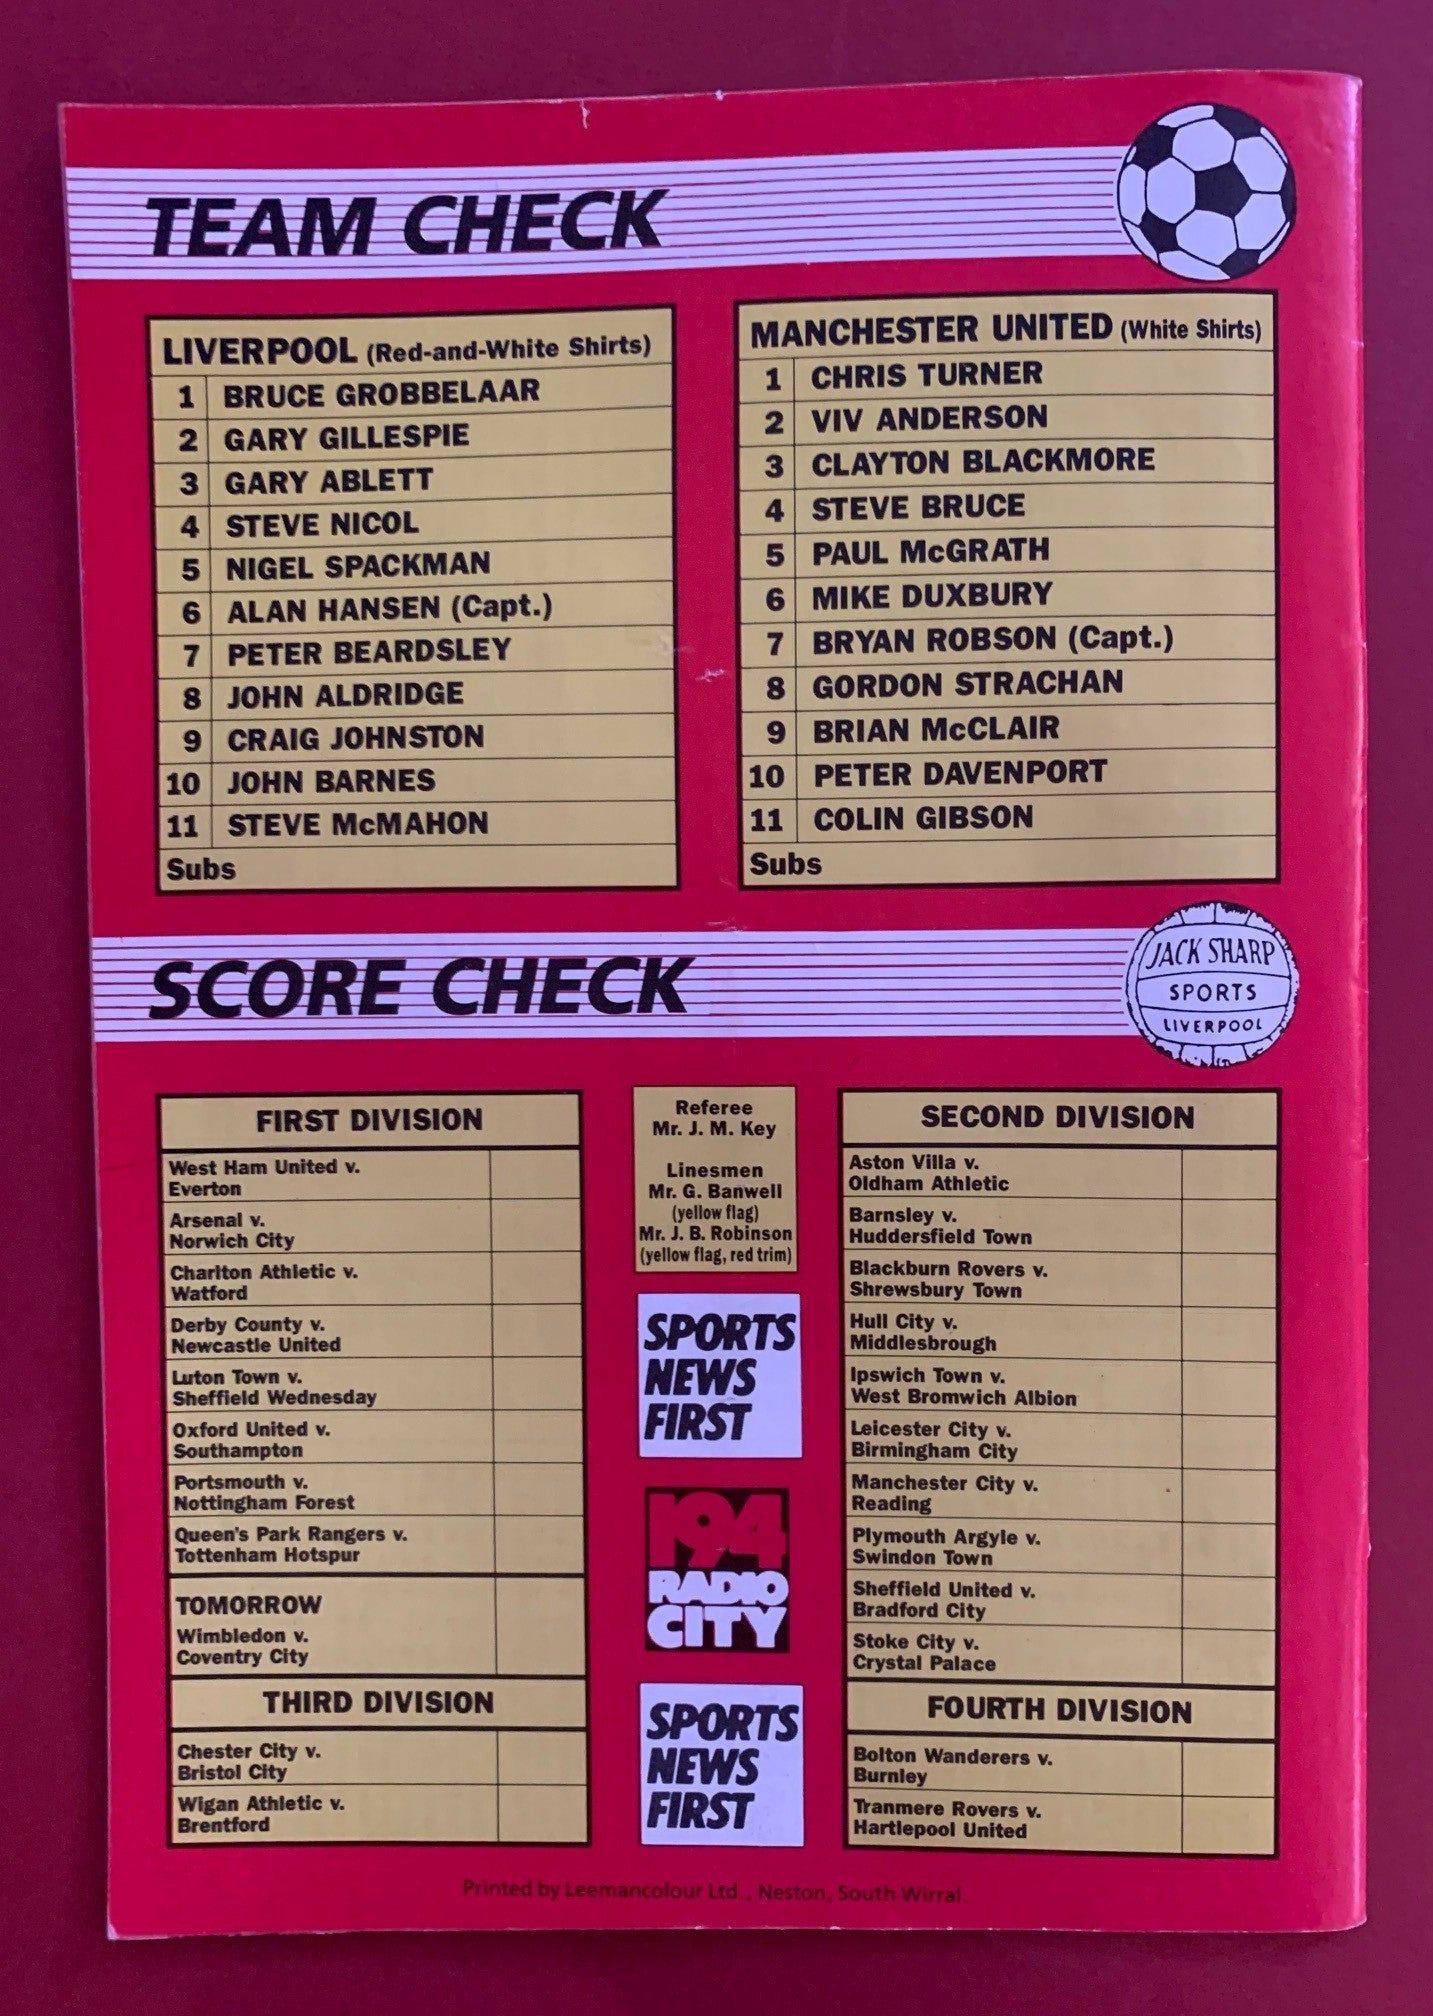 TEAM CHECK
LIVERPOOL (Red-and-White Shirts)
1 BRUCE GROBBELAAR
2 GARY GILLESPIE
3 GARY ABLETT
4 STEVE NICOL
5 NIGEL SPACKMAN
6 ALAN HANSEN (Capt.)
7 PETER BEARDSLEY
8 JOHN ALDRIDGE
9 CRAIG JOHNSTON
10 JOHN BARNES
11 STEVE McMAHON
Subs
MANCHESTER UNITED (White Shirts)
1 CHRIS TURNER
2 VIV ANDERSON
3 CLAYTON BLACKMORE
4 STEVE BRUCE
5 PAUL McGRATH
6 MIKE DUXBURY
7 BRYAN ROBSON (Capt.)
8 GORDON STRACHAN
9 BRIAN McCLAIR
10 PETER DAVENPORT
11 COLIN GIBSON
Subs
SCORE CHECK
JACK SHARP
SPORTS
LIVERPOOL
FIRST DIVISION
West Ham United v.
Everton
Arsenal v.
Norwich City
Charlton Athletic v.
Watford
Derby County v.
Newcastle United
Luton Town v.
Sheffield Wednesday
Oxford United v.
Southampton
Portsmouth v.
Nottingham Forest
Queen's Park Rangers v.
Tottenham Hotspur
TOMORROW
Wimbledon v.
Coventry City
THIRD DIVISION
Chester City v.
Bristol City
Wigan Athletic v.
Brentford
Referee
Mr. J. M. Key
Linesmen
Mr. G. Banwell
(yellow flag)
Mr. J. B. Robinson
(yellow flag, red trim)
SPORTS
NEWS
FIRST
194
RADIO
CITY
SPORTS
NEWS
FIRST
SECOND DIVISION
Aston Villa v.
Oldham Athletic
Barnsley v.
Huddersfield Town
Blackburn Rovers v.
Shrewsbury Town
Hull City v.
Middlesbrough
Ipswich Town v.
West Bromwich Albion
Leicester City v.
Birmingham City
Manchester City v.
Reading
Plymouth Argyle v.
Swindon Town
Sheffield United v.
Bradford City
Stoke City v.
Crystal Palace
FOURTH DIVISION
Bolton Wanderers v.
Burnley
Tranmere Rovers v.
Hartlepool United
Printed by Leemancolour Ltd., Neston, South Wirral.